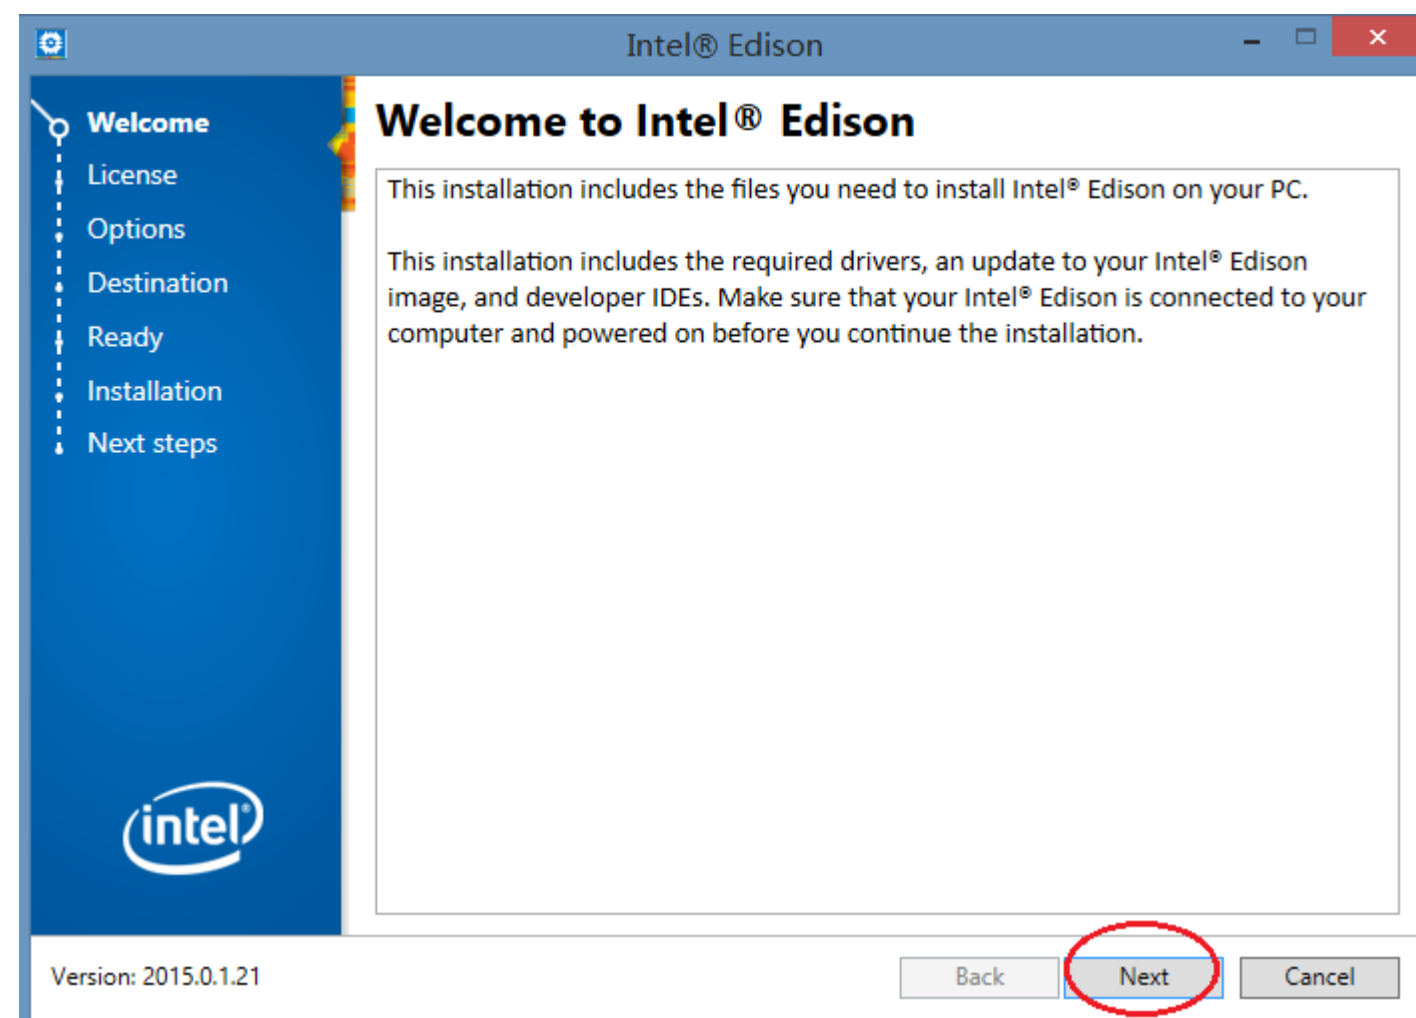 Intel® Edison
Welcome
License
Options
Destination
Ready
Installation
Next steps
intel®
Welcome to Intel® Edison
This installation includes the files you need to install Intel® Edison on your PC.
This installation includes the required drivers, an update to your Intel® Edison
image, and developer IDEs. Make sure that your Intel® Edison is connected to your
computer and powered on before you continue the installation.
Version: 2015.0.1.21
Back
Next
Cancel